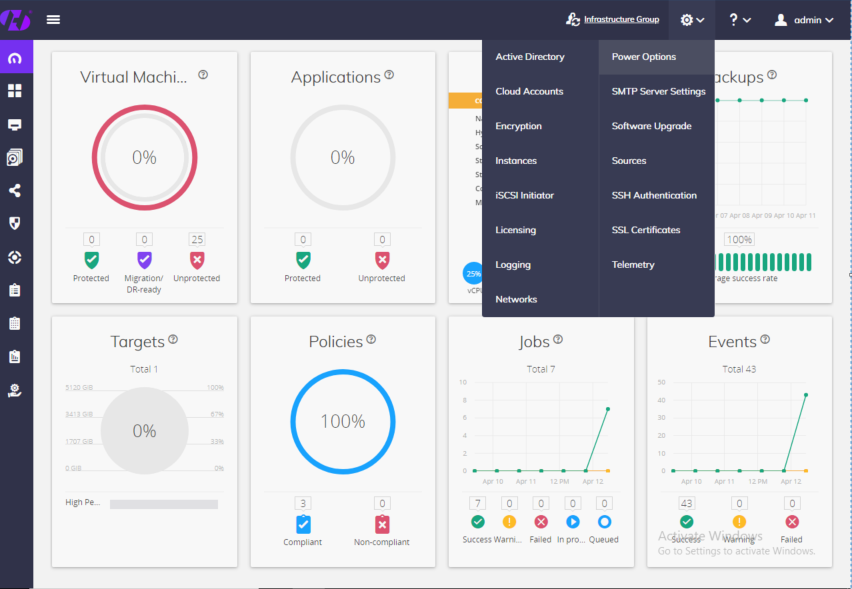 Infrastructure Group
admin
Active Directory
Cloud Accounts
Encryption
Instances
iSCSI Initiator
Licensing
Logging
Networks
Power Options
SMTP Server Settings
Software Upgrade
Sources
SSH Authentication
SSL Certificates
Telemetry
Virtual Machi...
0%
0 0 25
Protected Migration/ Unprotected
DR-ready
Applications
0%
0 0
Protected Unprotected
25%
07 Apr 08 Apr 09 Apr 10 Apr 11
100%
success rate
Targets
Total 1
5120 GiB 100%
3413 GiB 67%
1707 GiB 33%
0 GiB 0%
0%
High Pe...
Policies
100%
3 0
Compliant Non-compliant
Jobs
Total 7
10
8
6
4
2
0
Apr 10 Apr 11 12 PM Apr 12
7 0 0 0 0
Success Warni... Failed In pro... Queued
Events
Total 43
50
40
30
20
10
0
Apr 10 Apr 11 12 PM Apr 12
43 0 0
Success Warning Failed
Activate Windows
Go to Settings to activate Windows.